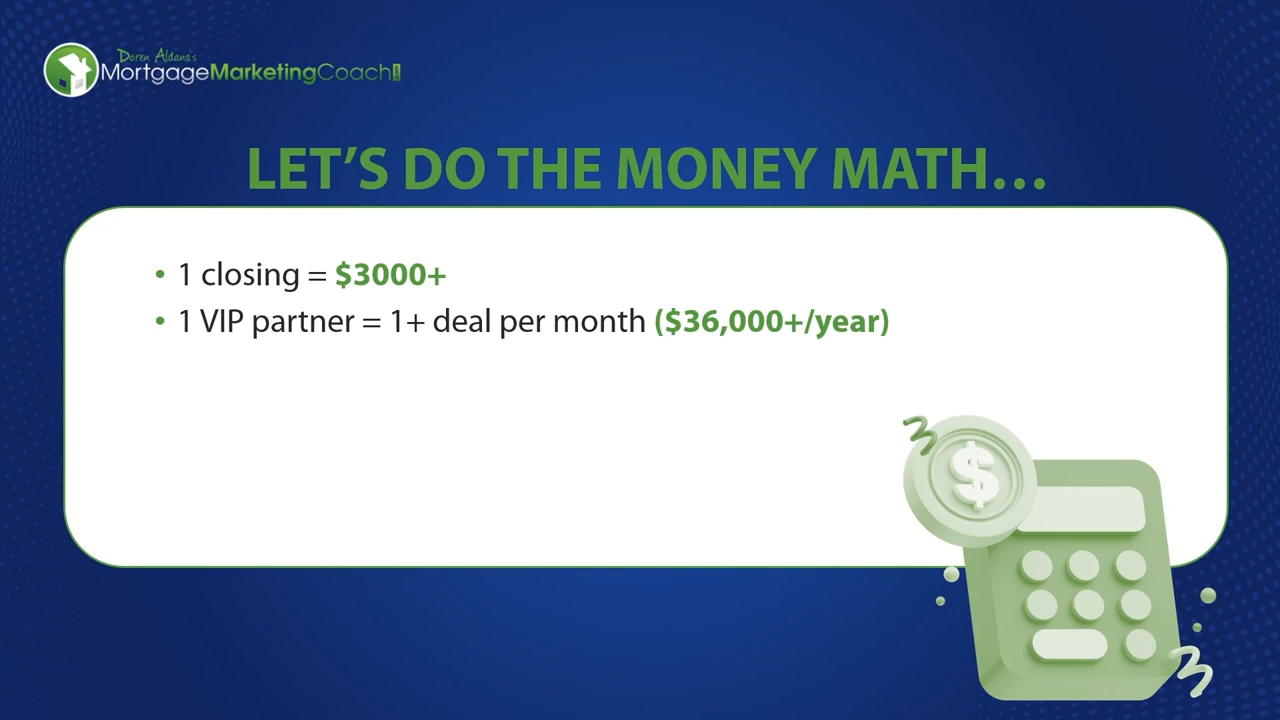 Doren Aldana's
MortgageMarketingCoach
LET'S DO THE MONEY MATH...
• 1 closing = $3000+
• 1 VIP partner = 1+ deal per month ($36,000+/year)
$